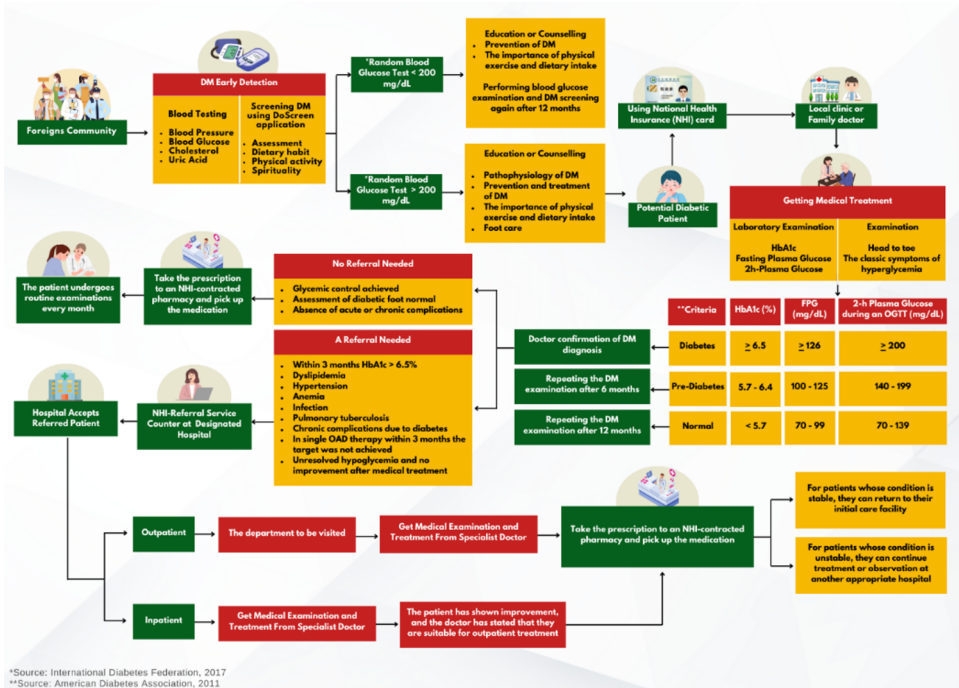 Foreigns Community
DM Early Detection
Blood Testing
• Blood Pressure
• Blood Glucose
• Cholesterol
• Uric Acid
Screening DM
using DoScreen
application
• Assessment
• Dietary habit
• Physical activity
• Spirituality
*Random Blood
Glucose Test < 200
mg/dL
Education or Counselling
• Prevention of DM
• The importance of physical
exercise and dietary intake
Performing blood glucose
examination and DM screening
again after 12 months
*Random Blood
Glucose Test > 200
mg/dL
Education or Counselling
• Pathophysiology of DM
• Prevention and treatment
of DM
• The importance of physical
exercise and dietary intake
• Foot care
Potential Diabetic
Patient
Using National Health
Insurance (NHI) card
Local clinic or
Family doctor
Getting Medical Treatment
Laboratory Examination
HbA1c
Fasting Plasma Glucose
2h-Plasma Glucose
Examination
Head to toe
The classic symptoms of
hyperglycemia
**Criteria
HbA1c (%)
FPG
(mg/dL)
2-h Plasma Glucose
during an OGTT (mg/dL)
Diabetes
≥ 6.5
≥ 126
≥ 200
Pre-Diabetes
5.7 - 6.4
100 - 125
140 - 199
Normal
< 5.7
70 - 99
70 - 139
Doctor confirmation of DM
diagnosis
Repeating the DM
examination after 6 months
Repeating the DM
examination after 12 months
No Referral Needed
• Glycemic control achieved
• Assessment of diabetic foot normal
• Absence of acute or chronic complications
Take the prescription
to an NHI-contracted
pharmacy and pick up
the medication
The patient undergoes
routine examinations
every month
A Referral Needed
• Within 3 months HbA1c > 6.5%
• Dyslipidemia
• Hypertension
• Anemia
• Infection
• Pulmonary tuberculosis
• Chronic complications due to diabetes
• In single OAD therapy within 3 months the
target was not achieved
• Unresolved hypoglycemia and no
improvement after medical treatment
NHI-Referral Service
Counter at Designated
Hospital
Hospital Accepts
Referred Patient
Outpatient
The department to be visited
Get Medical Examination and
Treatment From Specialist Doctor
Take the prescription to an NHI-contracted
pharmacy and pick up the medication
For patients whose condition is
stable, they can return to their
initial care facility
For patients whose condition is
unstable, they can continue
treatment or observation at
another appropriate hospital
Inpatient
Get Medical Examination and
Treatment From Specialist Doctor
The patient has shown improvement,
and the doctor has stated that they
are suitable for outpatient treatment
*Source: International Diabetes Federation, 2017
**Source: American Diabetes Association, 2011